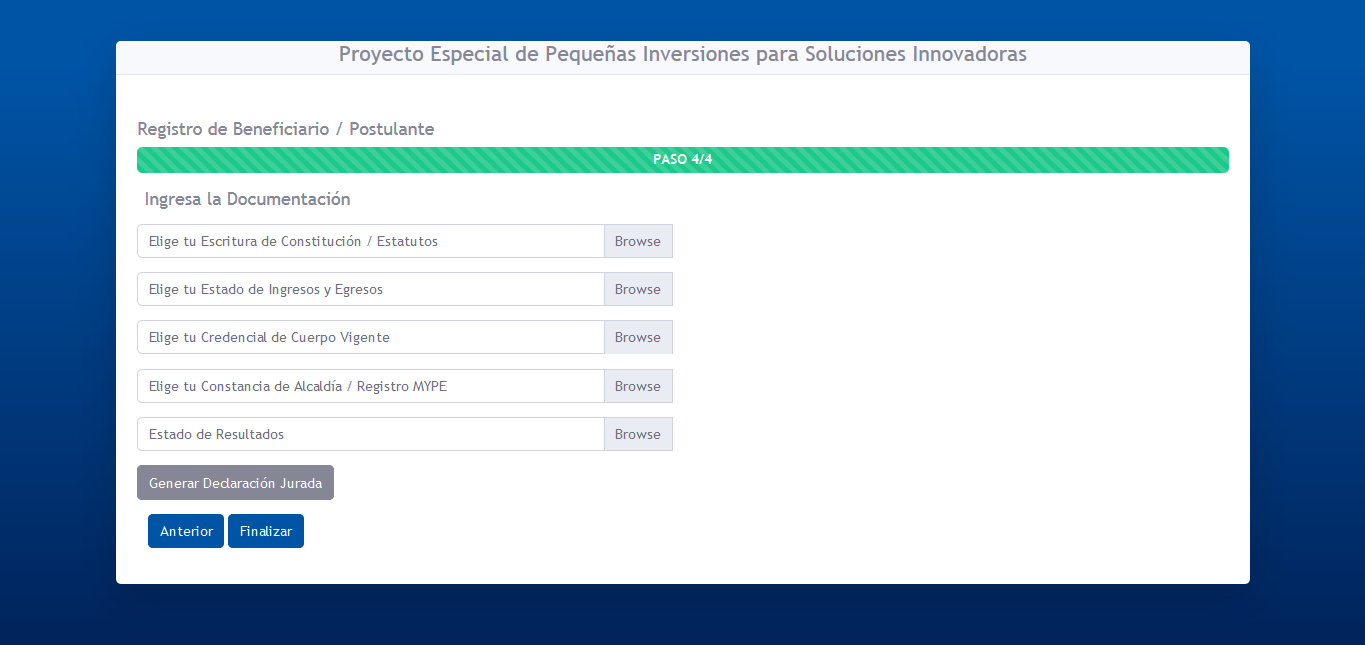 Proyecto Especial de Pequeñas Inversiones para Soluciones Innovadoras
Registro de Beneficiario / Postulante
PASO 4/4
Ingresa la Documentación
Elige tu Escritura de Constitución / Estatutos Browse
Elige tu Estado de Ingresos y Egresos Browse
Elige tu Credencial de Cuerpo Vigente Browse
Elige tu Constancia de Alcaldía / Registro MYPE Browse
Estado de Resultados Browse
Generar Declaración Jurada
Anterior Finalizar